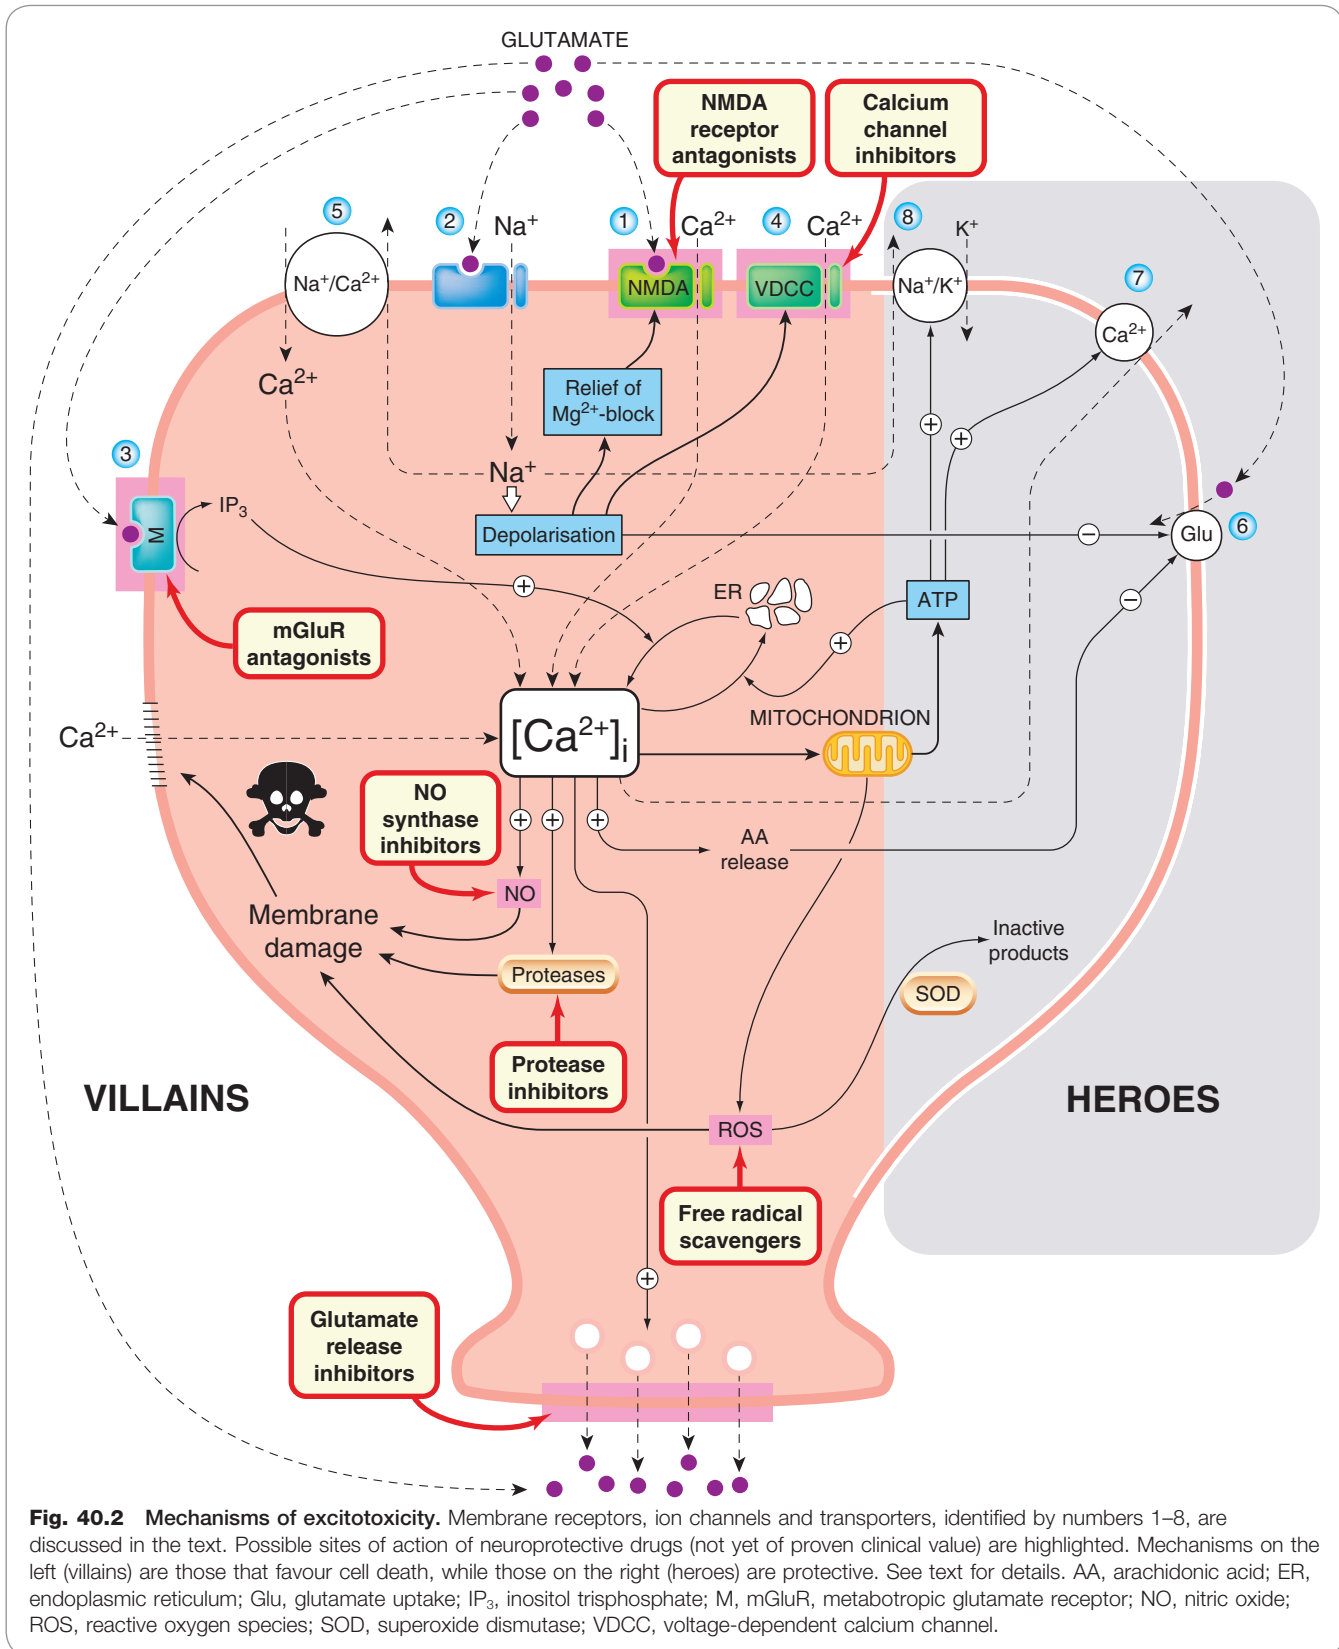 GLUTAMATE
NMDA
receptor
antagonists
Calcium
channel
inhibitors
5
2
Na⁺
1
Ca²⁺
4
Ca²⁺
8
K⁺
7
Na⁺/Ca²⁺
NMDA
VDCC
Na⁺/K⁺
Ca²⁺
Ca²⁺
Relief of
Mg²⁺-block
+
+
3
Na⁺
M
IP₃
Depolarisation
−
Glu
6
+
ER
ATP
−
+
mGluR
antagonists
Ca²⁺
[Ca²⁺]ᵢ
MITOCHONDRION
NO
synthase
inhibitors
+
+
+
AA
release
NO
Membrane
damage
Proteases
Inactive
products
SOD
Protease
inhibitors
VILLAINS
HEROES
ROS
Free radical
scavengers
+
Glutamate
release
inhibitors
Fig. 40.2 Mechanisms of excitotoxicity. Membrane receptors, ion channels and transporters, identified by numbers 1–8, are
discussed in the text. Possible sites of action of neuroprotective drugs (not yet of proven clinical value) are highlighted. Mechanisms on the
left (villains) are those that favour cell death, while those on the right (heroes) are protective. See text for details. AA, arachidonic acid; ER,
endoplasmic reticulum; Glu, glutamate uptake; IP₃, inositol trisphosphate; M, mGluR, metabotropic glutamate receptor; NO, nitric oxide;
ROS, reactive oxygen species; SOD, superoxide dismutase; VDCC, voltage-dependent calcium channel.